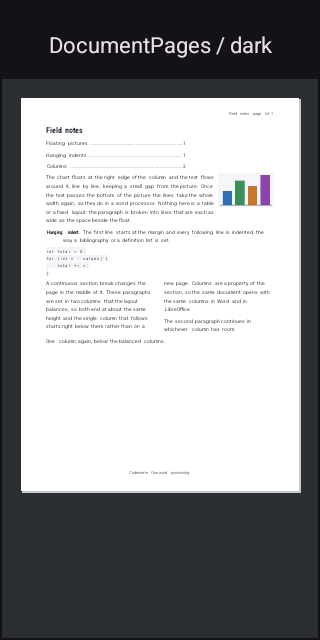 DocumentPages / dark
Field notes page 1of 1
Field notes
Floating pictures ................................................1
Hanging indents ................................................1
Columns ................................................2
The chart floats at the right edge of the column and the text flows
around it, line by line, keeping a small gap from the picture. Once
the text passes the bottom of the picture the lines take the whole
width again, as they do in a word processor. Nothing here is a table
or a fixed layout: the paragraph is broken into lines that are each as
wide as the space beside the float.
Hanging indent. The first line starts at the margin and every following line is indented, the
way a bibliography or a definition list is set.
int total = 0;
total += c;
}
A continuous section break changes the
page in the middle of it. These paragraphs
are set in two columns that the layout
balances, so both end at about the same
height and the single column that follows
starts right below them rather than on a
new page. Columns are a property of the
section, so the same document opens with
the same columns in Word and in
LibreOffice.
The second paragraph continues in
whichever column has room.
One column again, below the balanced columns.